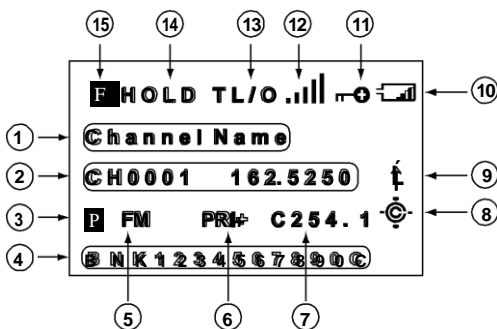 15 14 13 12 11
F HOLD TL/O
10
1 Channel Name
2 CH0001 162.5250 9
3 P FM PRI+ C254.1 8
4 BNK1234567890C
5 6 7